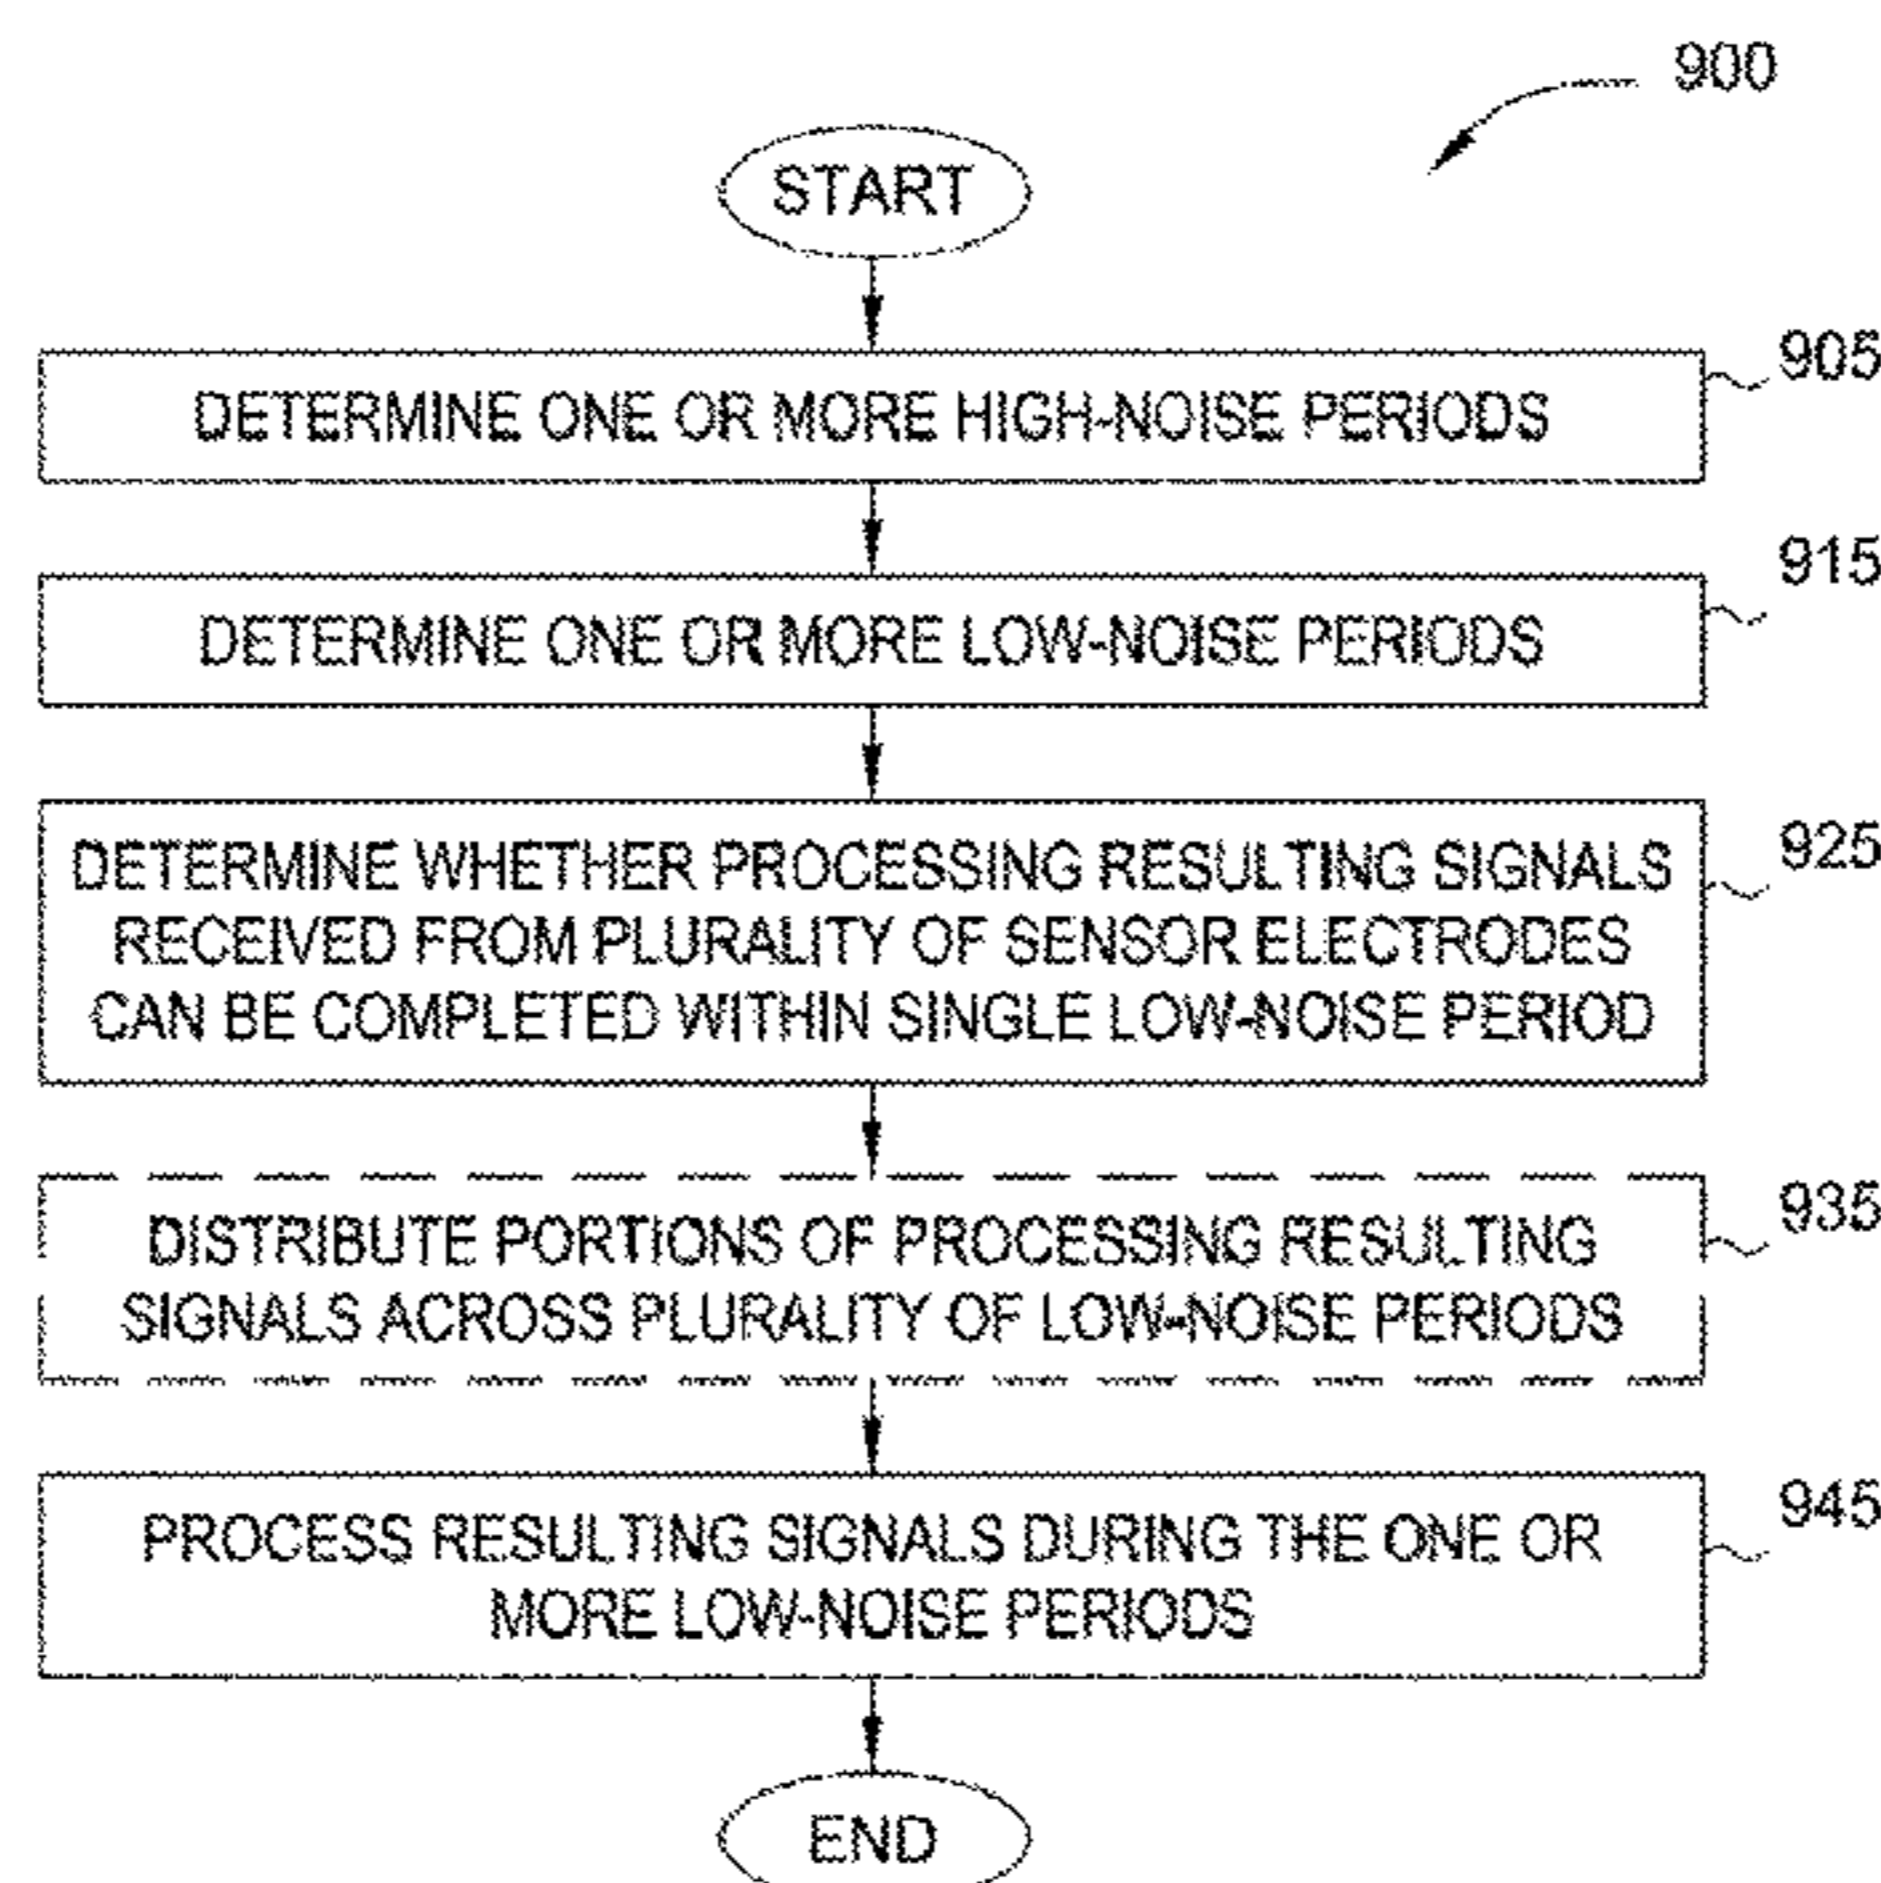 900
START
905
DETERMINE ONE OR MORE HIGH-NOISE PERIODS
915
DETERMINE ONE OR MORE LOW-NOISE PERIODS
925
DETERMINE WHETHER PROCESSING RESULTING SIGNALS
RECEIVED FROM PLURALITY OF SENSOR ELECTRODES
CAN BE COMPLETED WITHIN SINGLE LOW-NOISE PERIOD
935
DISTRIBUTE PORTIONS OF PROCESSING RESULTING
SIGNALS ACROSS PLURALITY OF LOW-NOISE PERIODS
945
PROCESS RESULTING SIGNALS DURING THE ONE OR
MORE LOW-NOISE PERIODS
END